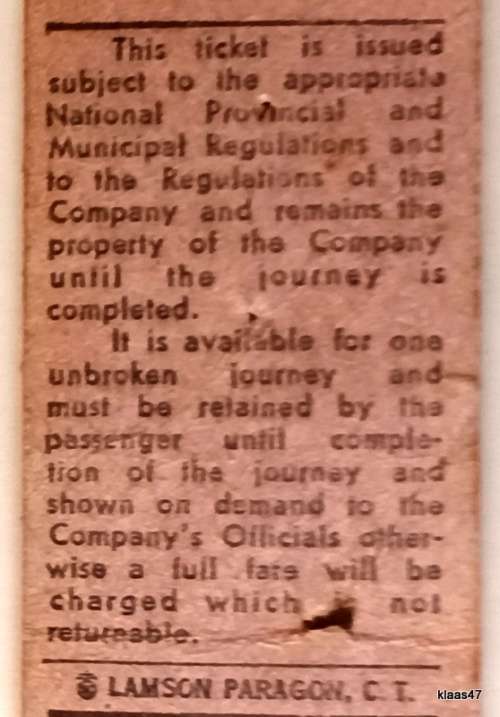 This ticket is issued
subject to the appropriate
National Provincial and
Municipal Regulations and
to the Regulations of the
Company and remains the
property of the Company
until the journey is
completed.
It is available for one
unbroken journey and
must be retained by the
passenger until comple-
tion of the journey and
shown on demand to the
Company's Officials other-
wise a full fare will be
charged which is not
returnable.
LAMSON PARAGON, C. T.
klaas47